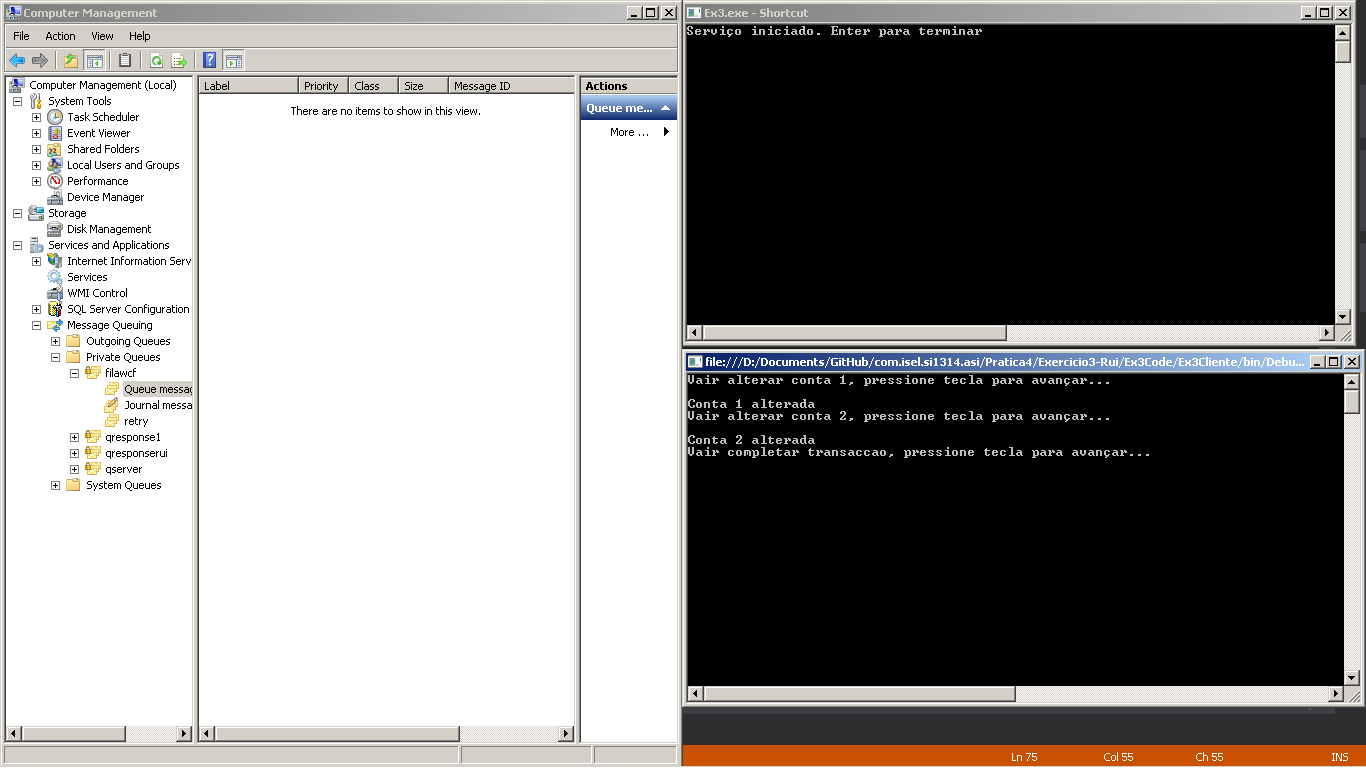 Computer Management
File Action View Help
Computer Management (Local)
System Tools
Task Scheduler
Event Viewer
Shared Folders
Local Users and Groups
Performance
Device Manager
Storage
Disk Management
Services and Applications
Internet Information Serv
Services
WMI Control
SQL Server Configuration
Message Queuing
Outgoing Queues
Private Queues
filawcf
Queue messag
Journal messa
retry
qresponse1
qresponserui
qserver
System Queues
Label Priority Class Size Message ID
There are no items to show in this view.
Actions
Queue me...
More ...
Ex3.exe - Shortcut
Serviço iniciado. Enter para terminar
file:///D:/Documents/GitHub/com.isel.si1314.asi/Pratica4/Exercicio3-Rui/Ex3Code/Ex3Cliente/bin/Debu...
Vair alterar conta 1, pressione tecla para avançar...
Conta 1 alterada
Vair alterar conta 2, pressione tecla para avançar...
Conta 2 alterada
Vair completar transaccao, pressione tecla para avançar...
Ln 75 Col 55 Ch 55 INS